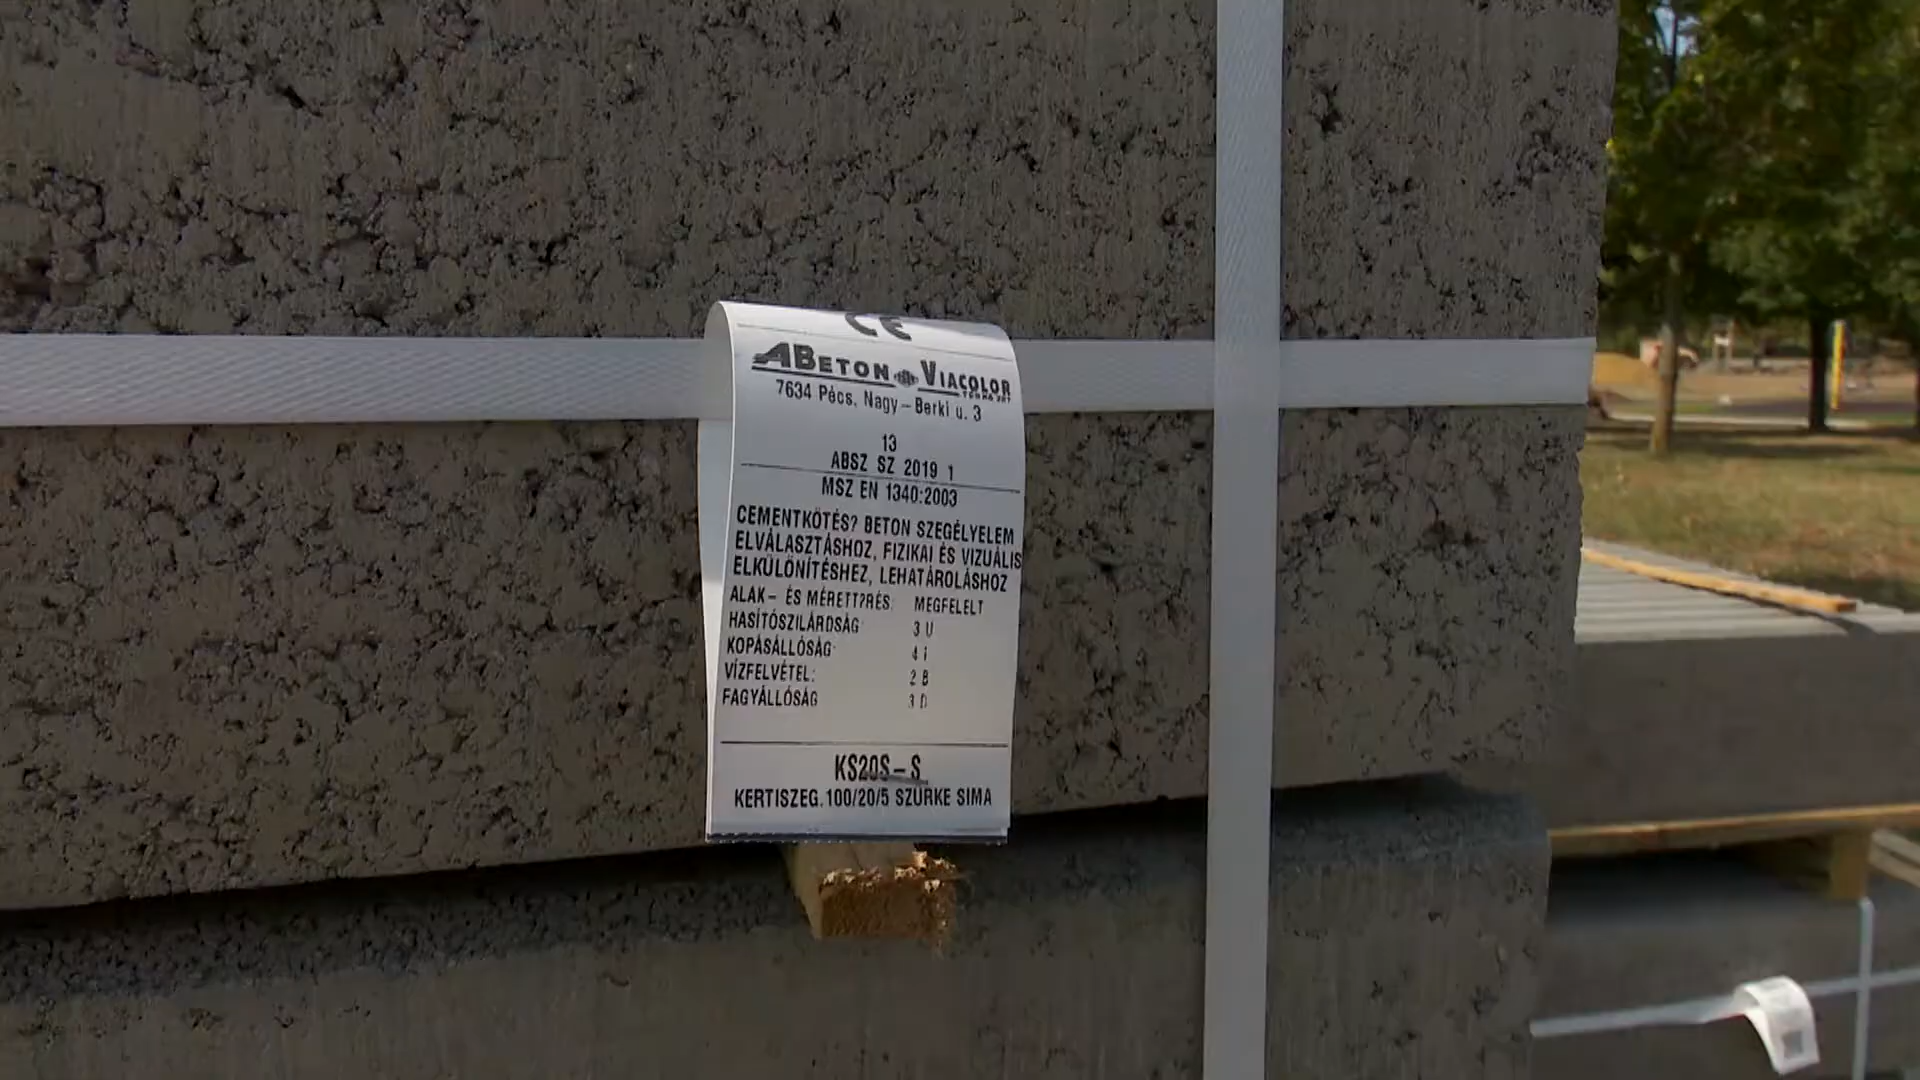 CE
ABETON VIACOLOR
7634 Pécs, Nagy-Berki u. 3
13
ABSZ SZ 2019 1
MSZ EN 1340:2003
CEMENTKÖTÉS? BETON SZEGÉLYELEM
ELVÁLASZTÁSHOZ, FIZIKAI ÉS VIZUÁLIS
ELKÜLÖNÍTÉSHEZ, LEHATÁROLÁSHOZ
ALAK- ÉS MÉRETT?RÉS: MEGFELELT
HASÍTÓSZILÁRDSÁG 3 U
KOPÁSÁLLÓSÁG: 4 I
VÍZFELVÉTEL: 2 B
FAGYÁLLÓSÁG 3 D
KS20S-S
KERTISZEG.100/20/5 SZÜRKE SIMA